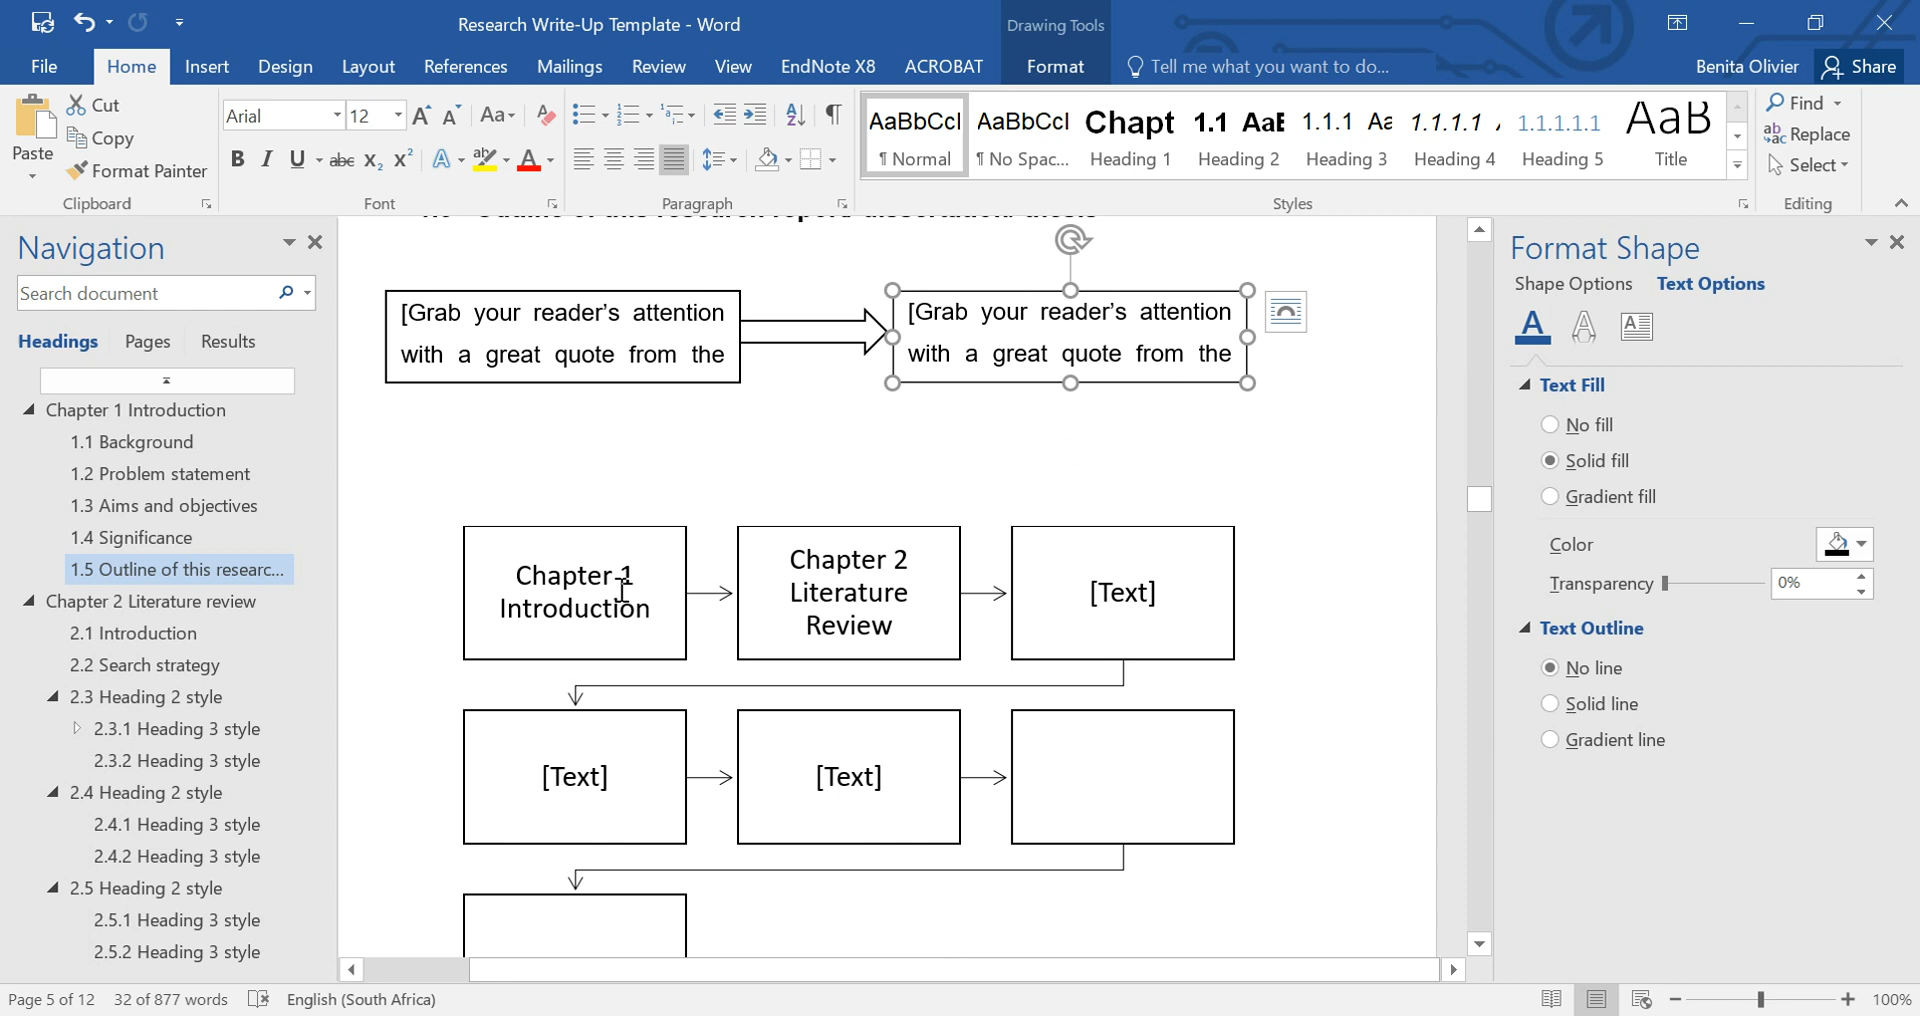 Research Write-Up Template - Word
Drawing Tools
File
Home
Insert
Design
Layout
References
Mailings
Review
View
EndNote X8
ACROBAT
Format
Tell me what you want to do...
Benita Olivier
Share
Paste
Cut
Copy
Format Painter
Clipboard
Arial
12
Font
Paragraph
AaBbCcI
¶ Normal
AaBbCcI
¶ No Spac...
Chapt
Heading 1
1.1 AaB
Heading 2
1.1.1 Aa
Heading 3
1.1.1.1
Heading 4
1.1.1.1.1
Heading 5
AaB
Title
Styles
Find
Replace
Select
Editing
Navigation
Search document
Headings
Pages
Results
Chapter 1 Introduction
1.1 Background
1.2 Problem statement
1.3 Aims and objectives
1.4 Significance
1.5 Outline of this researc...
Chapter 2 Literature review
2.1 Introduction
2.2 Search strategy
2.3 Heading 2 style
2.3.1 Heading 3 style
2.3.2 Heading 3 style
2.4 Heading 2 style
2.4.1 Heading 3 style
2.4.2 Heading 3 style
2.5 Heading 2 style
2.5.1 Heading 3 style
2.5.2 Heading 3 style
[Grab your reader's attention
with a great quote from the
[Grab your reader's attention
with a great quote from the
Chapter 1
Introduction
Chapter 2
Literature
Review
[Text]
[Text]
[Text]
Format Shape
Shape Options
Text Options
Text Fill
No fill
Solid fill
Gradient fill
Color
Transparency
0%
Text Outline
No line
Solid line
Gradient line
Page 5 of 12
32 of 877 words
English (South Africa)
100%